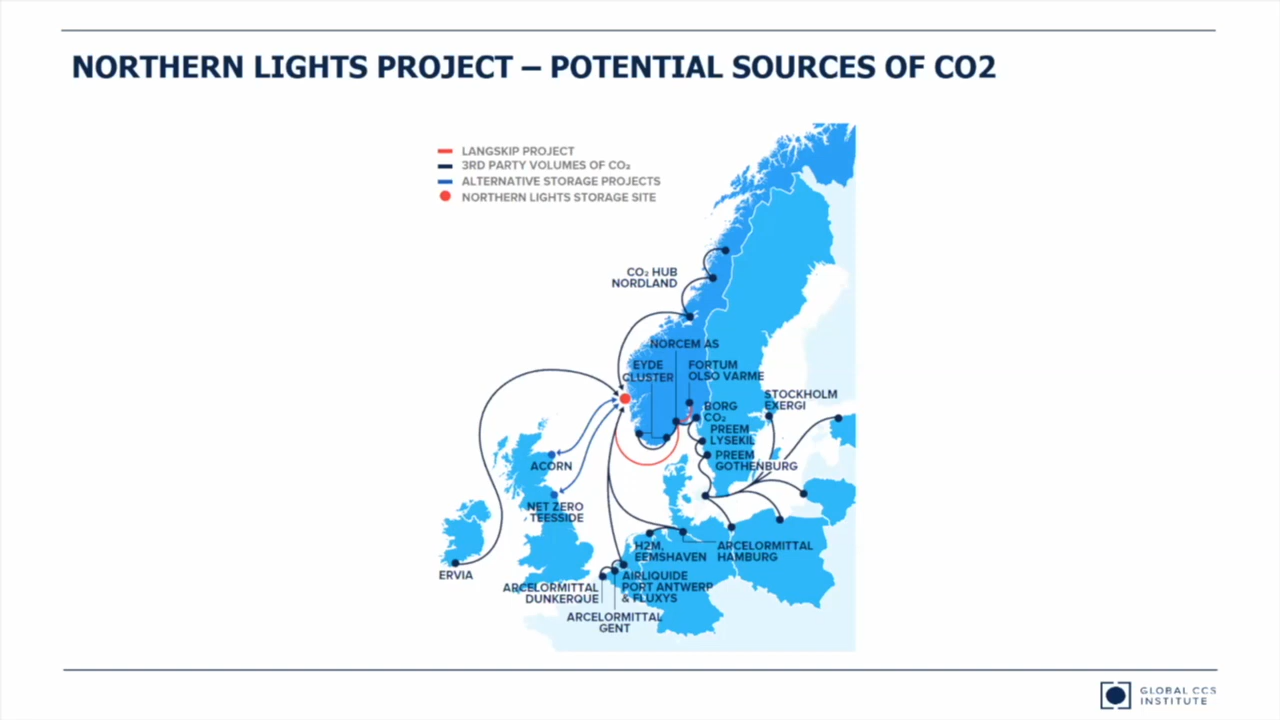 NORTHERN LIGHTS PROJECT – POTENTIAL SOURCES OF CO2
LANGSKIP PROJECT
3RD PARTY VOLUMES OF CO₂
ALTERNATIVE STORAGE PROJECTS
NORTHERN LIGHTS STORAGE SITE
CO₂ HUB
NORDLAND
NORCEM AS
EYDE
CLUSTER
FORTUM
OLSO VARME
STOCKHOLM
EXERGI
BORG
CO₂
PREEM
LYSEKIL
PREEM
GOTHENBURG
ACORN
NET ZERO
TEESSIDE
H2M,
EEMSHAVEN
ARCELORMITTAL
HAMBURG
ERVIA
AIRLIQUIDE
PORT ANTWERP
& FLUXYS
ARCELORMITTAL
DUNKERQUE
ARCELORMITTAL
GENT
GLOBAL CCS
INSTITUTE